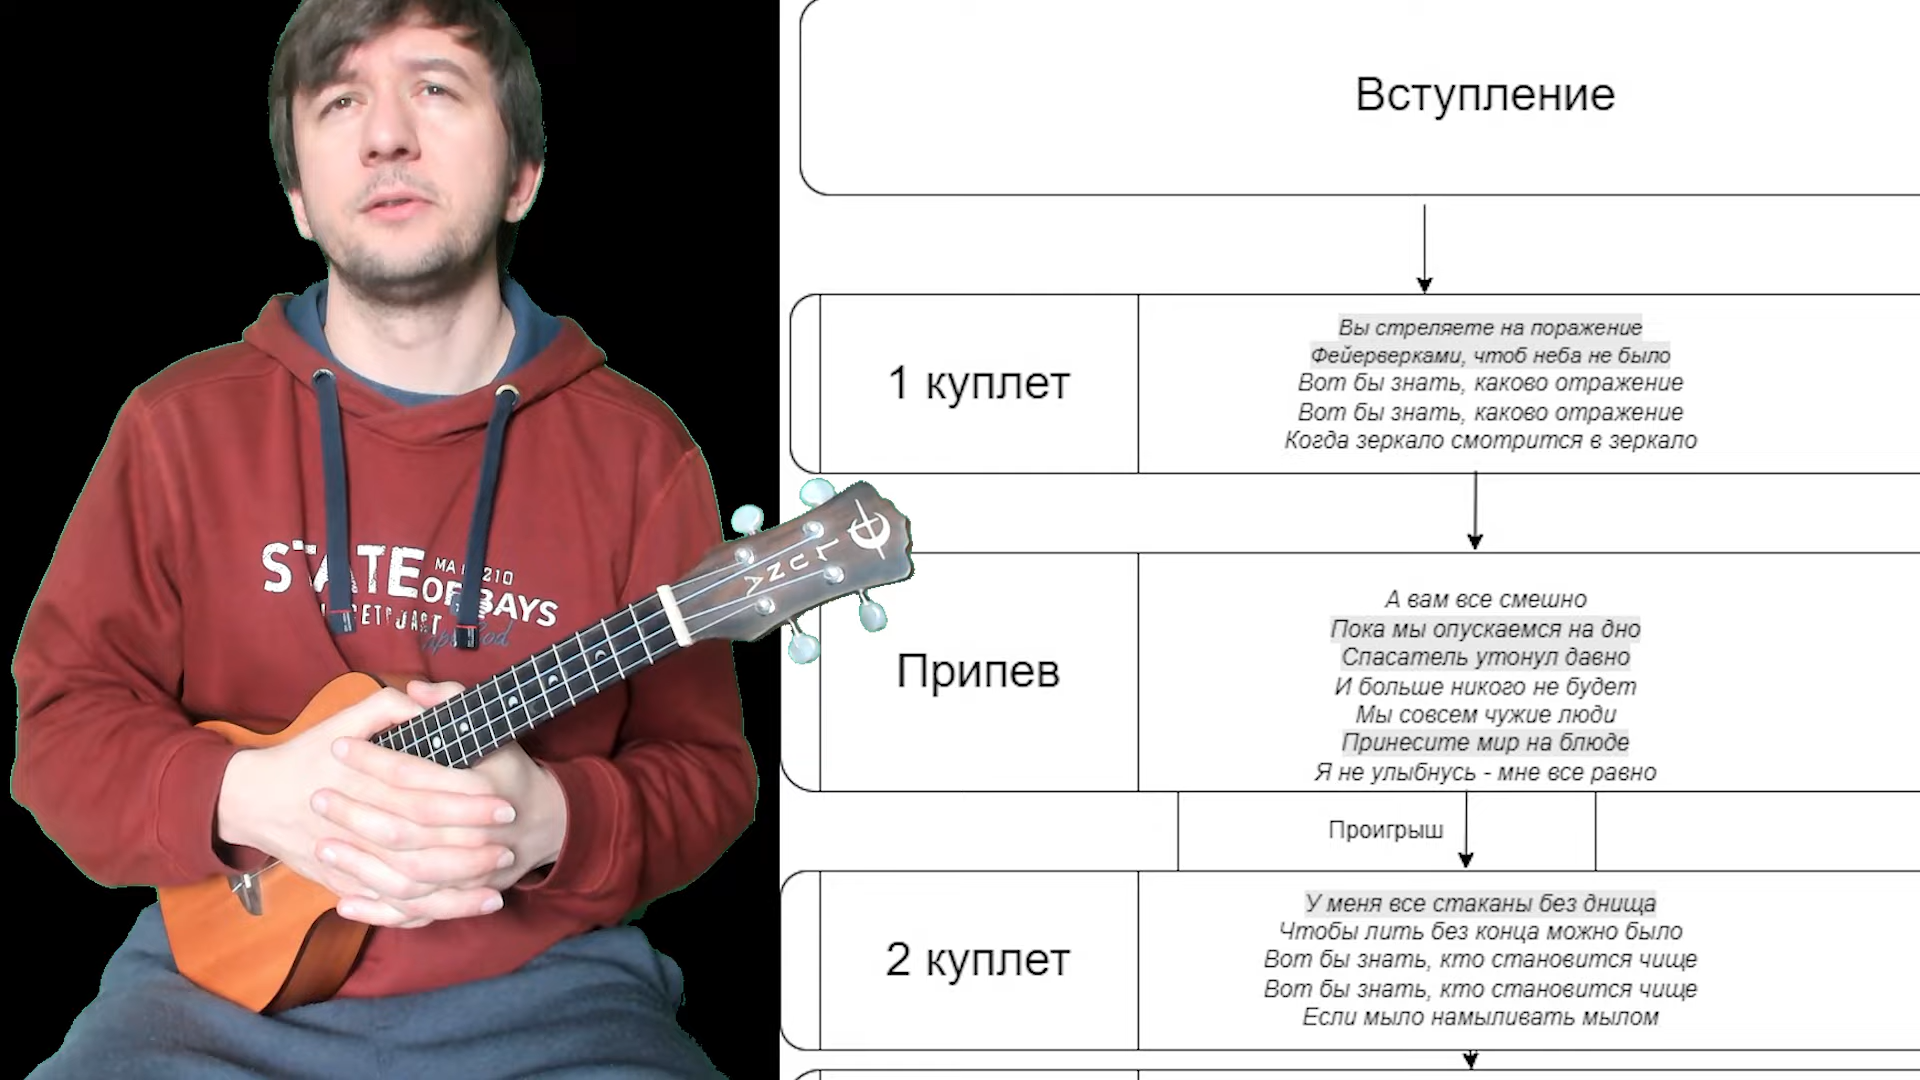 Вступление
1 куплет
Вы стреляете на поражение
Фейерверками, чтоб неба не было
Вот бы знать, каково отражение
Вот бы знать, каково отражение
Когда зеркало смотрится в зеркало
STATE
OF BAYS
LUNA
Припев
А вам все смешно
Пока мы опускаемся на дно
Спасатель утонул давно
И больше никого не будет
Мы совсем чужие люди
Принесите мир на блюде
Я не улыбнусь - мне все равно
Проигрыш
2 куплет
У меня все стаканы без днища
Чтобы лить без конца можно было
Вот бы знать, кто становится чище
Вот бы знать, кто становится чище
Если мыло намыливать мылом